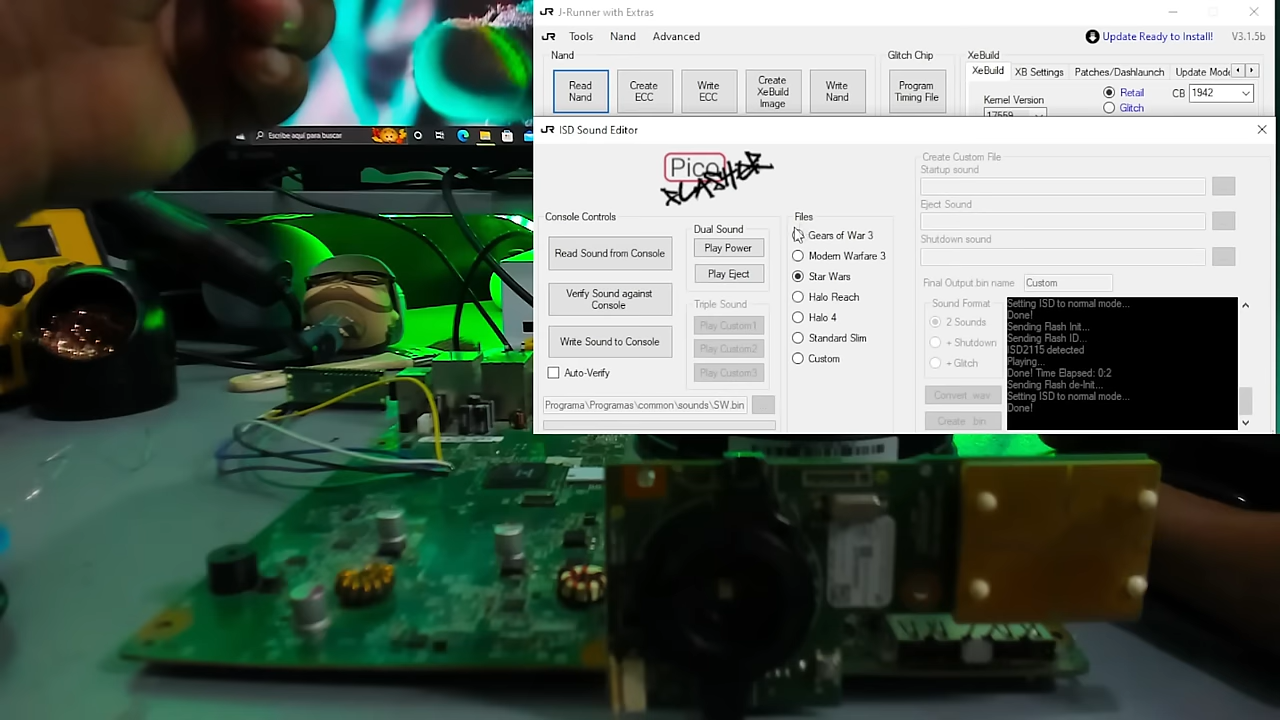 J-Runner with Extras
Tools Nand Advanced
Update Ready to Install! V3.1.5b
Nand
Read Nand
Create ECC
Write ECC
Create XeBuild Image
Write Nand
Glitch Chip
Program Timing File
XeBuild
XeBuild XB Settings Patches/Dashlaunch Update Mode
Kernel Version
17559
Retail
Glitch
CB 1942
Escribe aquí para buscar
ISD Sound Editor
Pico
FLASHER
Console Controls
Read Sound from Console
Verify Sound against Console
Write Sound to Console
Auto-Verify
Programa\Programas\common\sounds\SW.bin
Dual Sound
Play Power
Play Eject
Triple Sound
Play Custom1
Play Custom2
Play Custom3
Files
Gears of War 3
Modern Warfare 3
Star Wars
Halo Reach
Halo 4
Standard Slim
Custom
Create Custom File
Startup sound
Eject Sound
Shutdown sound
Final Output.bin name Custom
Sound Format
2 Sounds
+ Shutdown
+ Glitch
Convert .wav
Create .bin
Setting ISD to normal mode...
Done!
Sending Flash Init...
Sending Flash ID...
ISD2115 detected
Playing...
Done! Time Elapsed: 0:2
Sending Flash de-Init...
Setting ISD to normal mode...
Done!